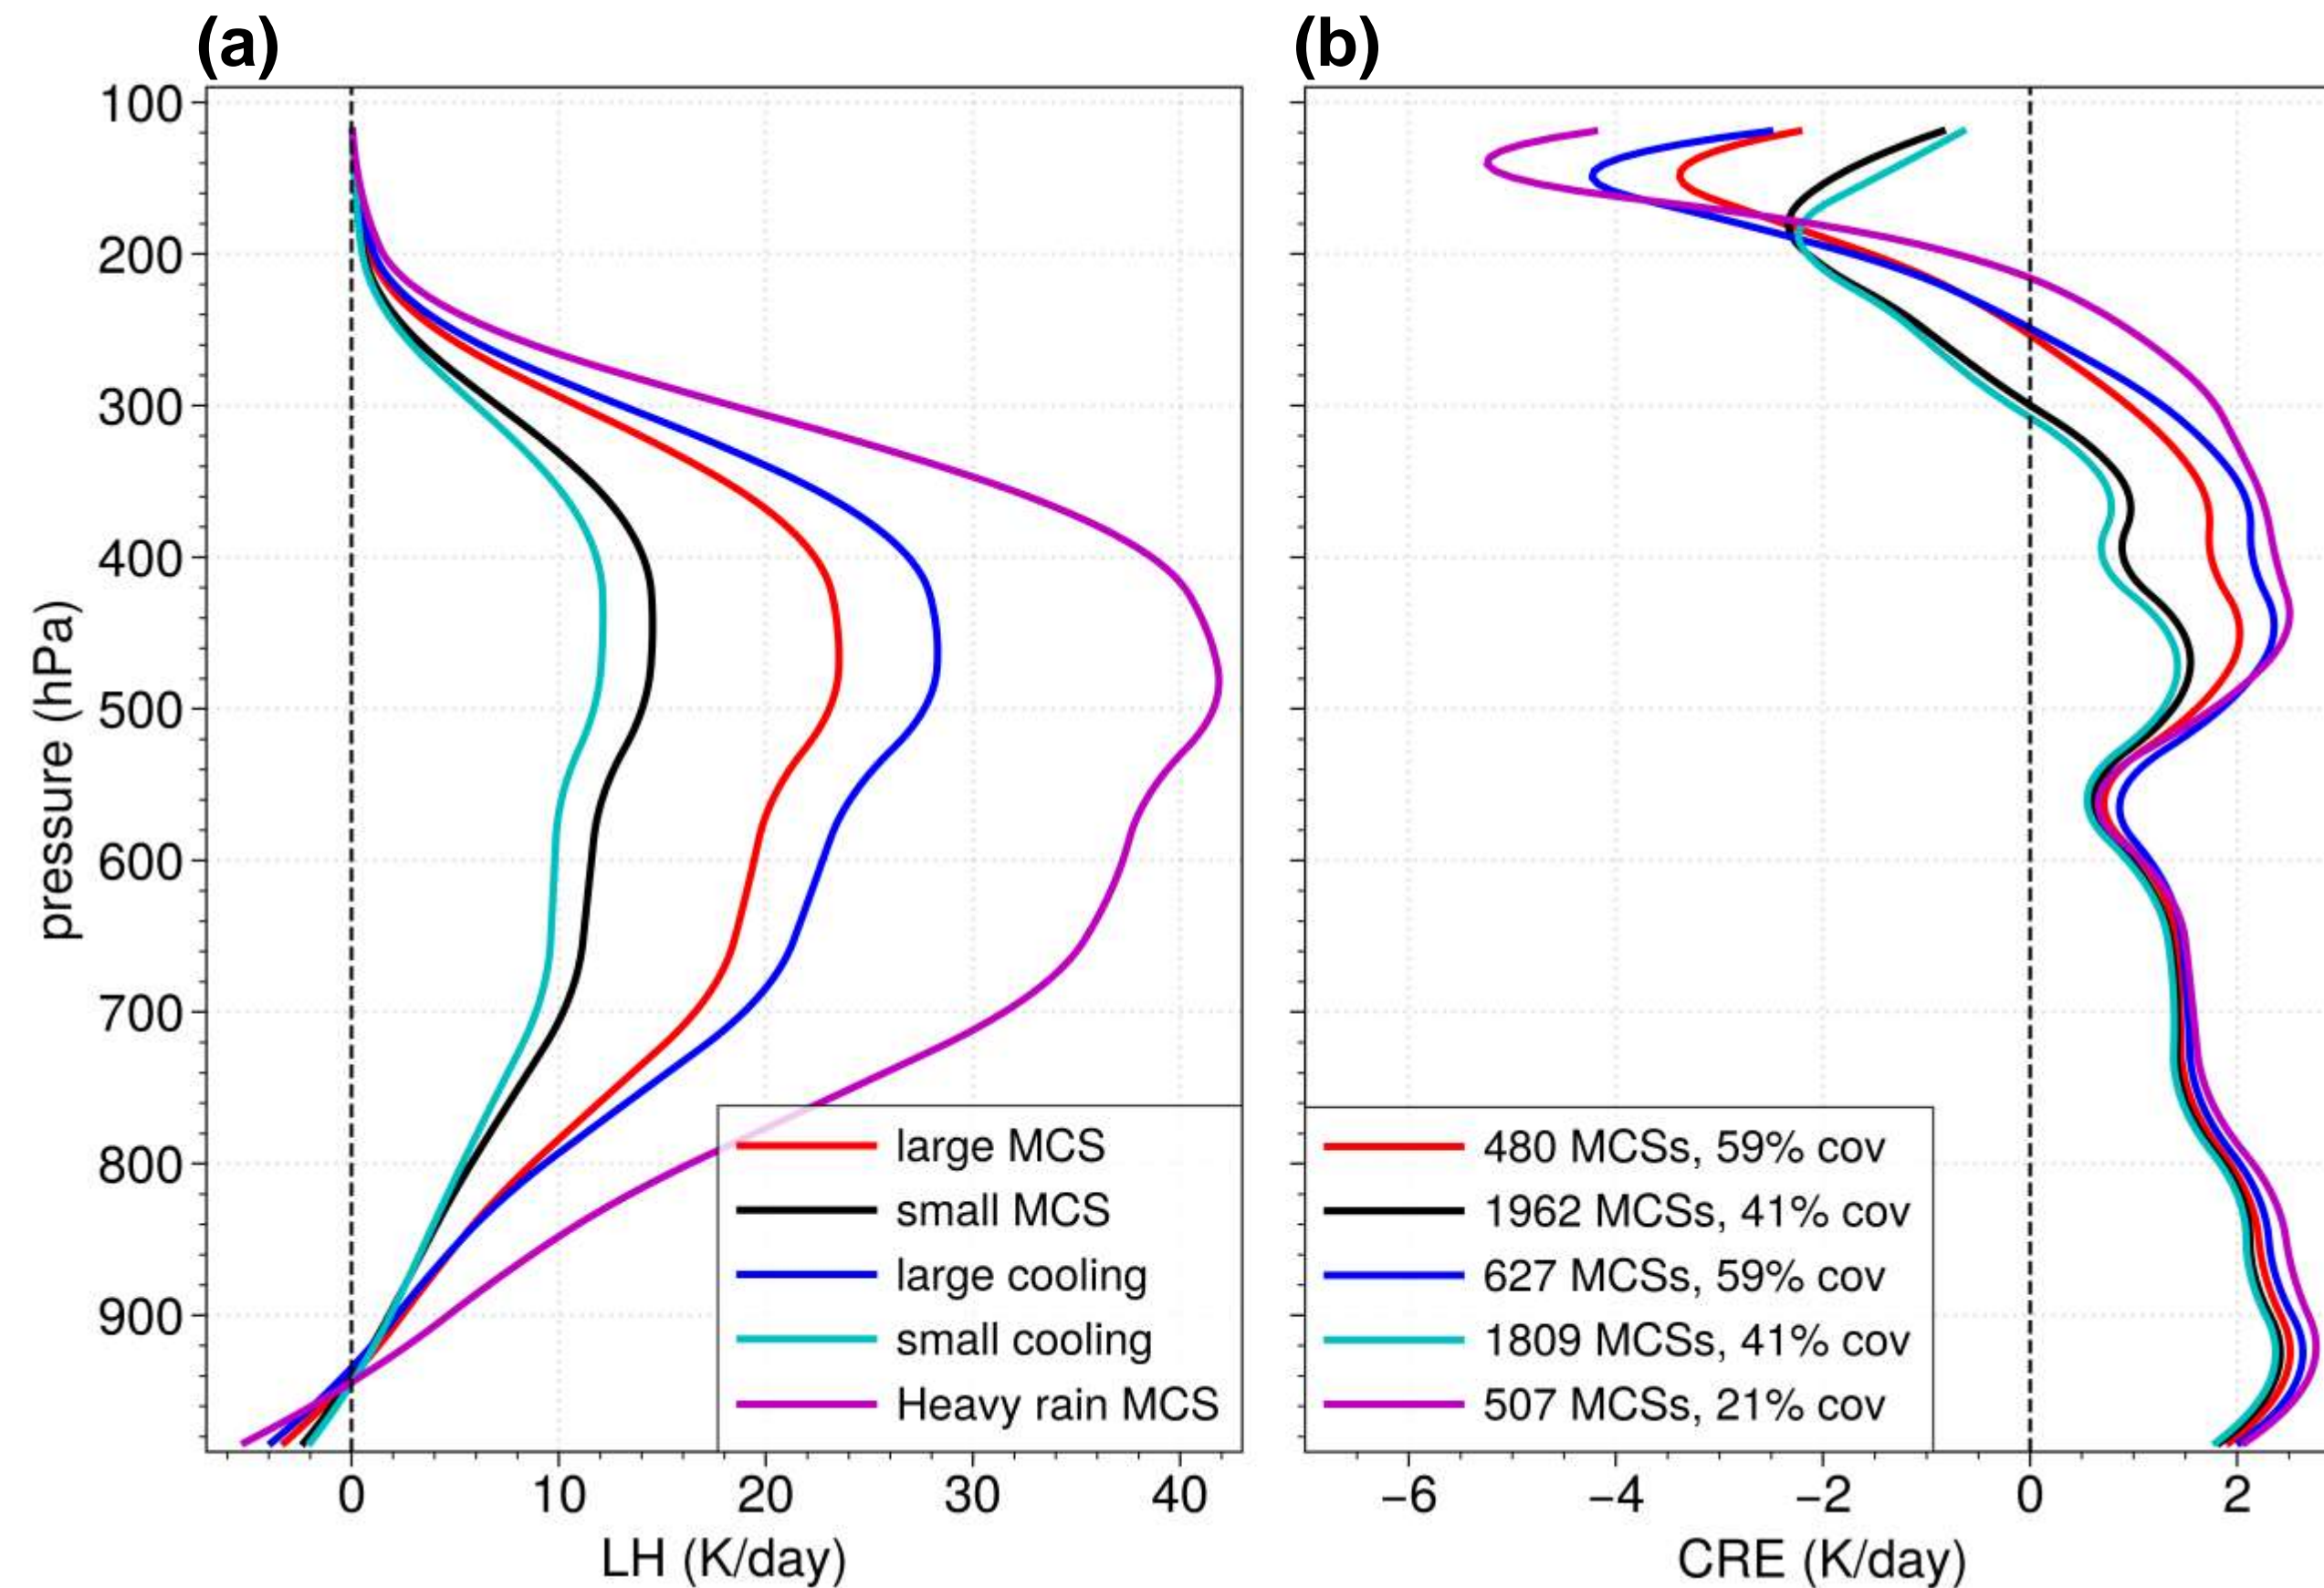 (a)
(b)
100
200
300
400
500
600
700
800
900
pressure (hPa)
large MCS
small MCS
large cooling
small cooling
Heavy rain MCS
0
10
20
30
40
LH (K/day)
480 MCSs, 59% cov
1962 MCSs, 41% cov
627 MCSs, 59% cov
1809 MCSs, 41% cov
507 MCSs, 21% cov
−6
−4
−2
0
2
CRE (K/day)